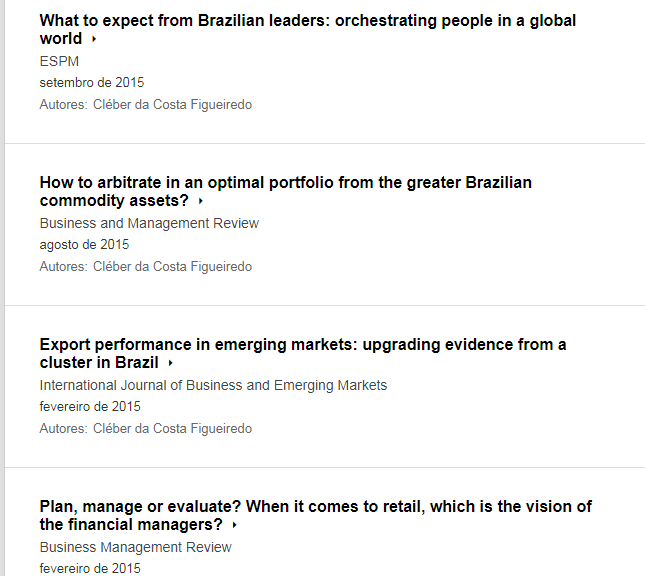 What to expect from Brazilian leaders: orchestrating people in a global
world
ESPM
setembro de 2015
Autores: Cléber da Costa Figueiredo
How to arbitrate in an optimal portfolio from the greater Brazilian
commodity assets?
Business and Management Review
agosto de 2015
Autores: Cléber da Costa Figueiredo
Export performance in emerging markets: upgrading evidence from a
cluster in Brazil
International Journal of Business and Emerging Markets
fevereiro de 2015
Autores: Cléber da Costa Figueiredo
Plan, manage or evaluate? When it comes to retail, which is the vision of
the financial managers?
Business Management Review
fevereiro de 2015